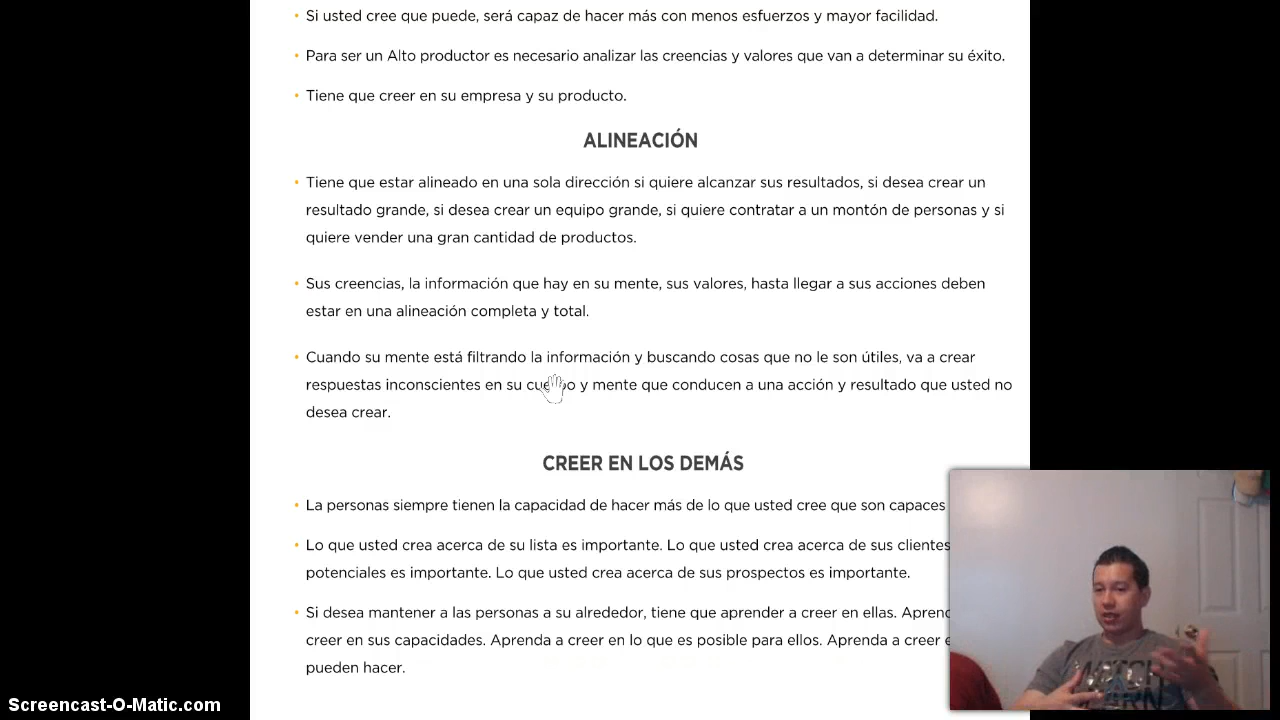 • Si usted cree que puede, será capaz de hacer más con menos esfuerzos y mayor facilidad.
• Para ser un Alto productor es necesario analizar las creencias y valores que van a determinar su éxito.
• Tiene que creer en su empresa y su producto.
ALINEACIÓN
• Tiene que estar alineado en una sola dirección si quiere alcanzar sus resultados, si desea crear un
resultado grande, si desea crear un equipo grande, si quiere contratar a un montón de personas y si
quiere vender una gran cantidad de productos.
• Sus creencias, la información que hay en su mente, sus valores, hasta llegar a sus acciones deben
estar en una alineación completa y total.
• Cuando su mente está filtrando la información y buscando cosas que no le son útiles, va a crear
respuestas inconscientes en su y mente que conducen a una acción y resultado que usted no
desea crear.
CREER EN LOS DEMÁS
• La personas siempre tienen la capacidad de hacer más de lo que usted cree que son capaces
• Lo que usted crea acerca de su lista es importante. Lo que usted crea acerca de sus clientes
potenciales es importante. Lo que usted crea acerca de sus prospectos es importante.
• Si desea mantener a las personas a su alrededor, tiene que aprender a creer en ellas.
creer en sus capacidades. Aprenda a creer en lo que es posible para ellos. Aprenda a creer
pueden hacer.
Screencast-O-Matic.com